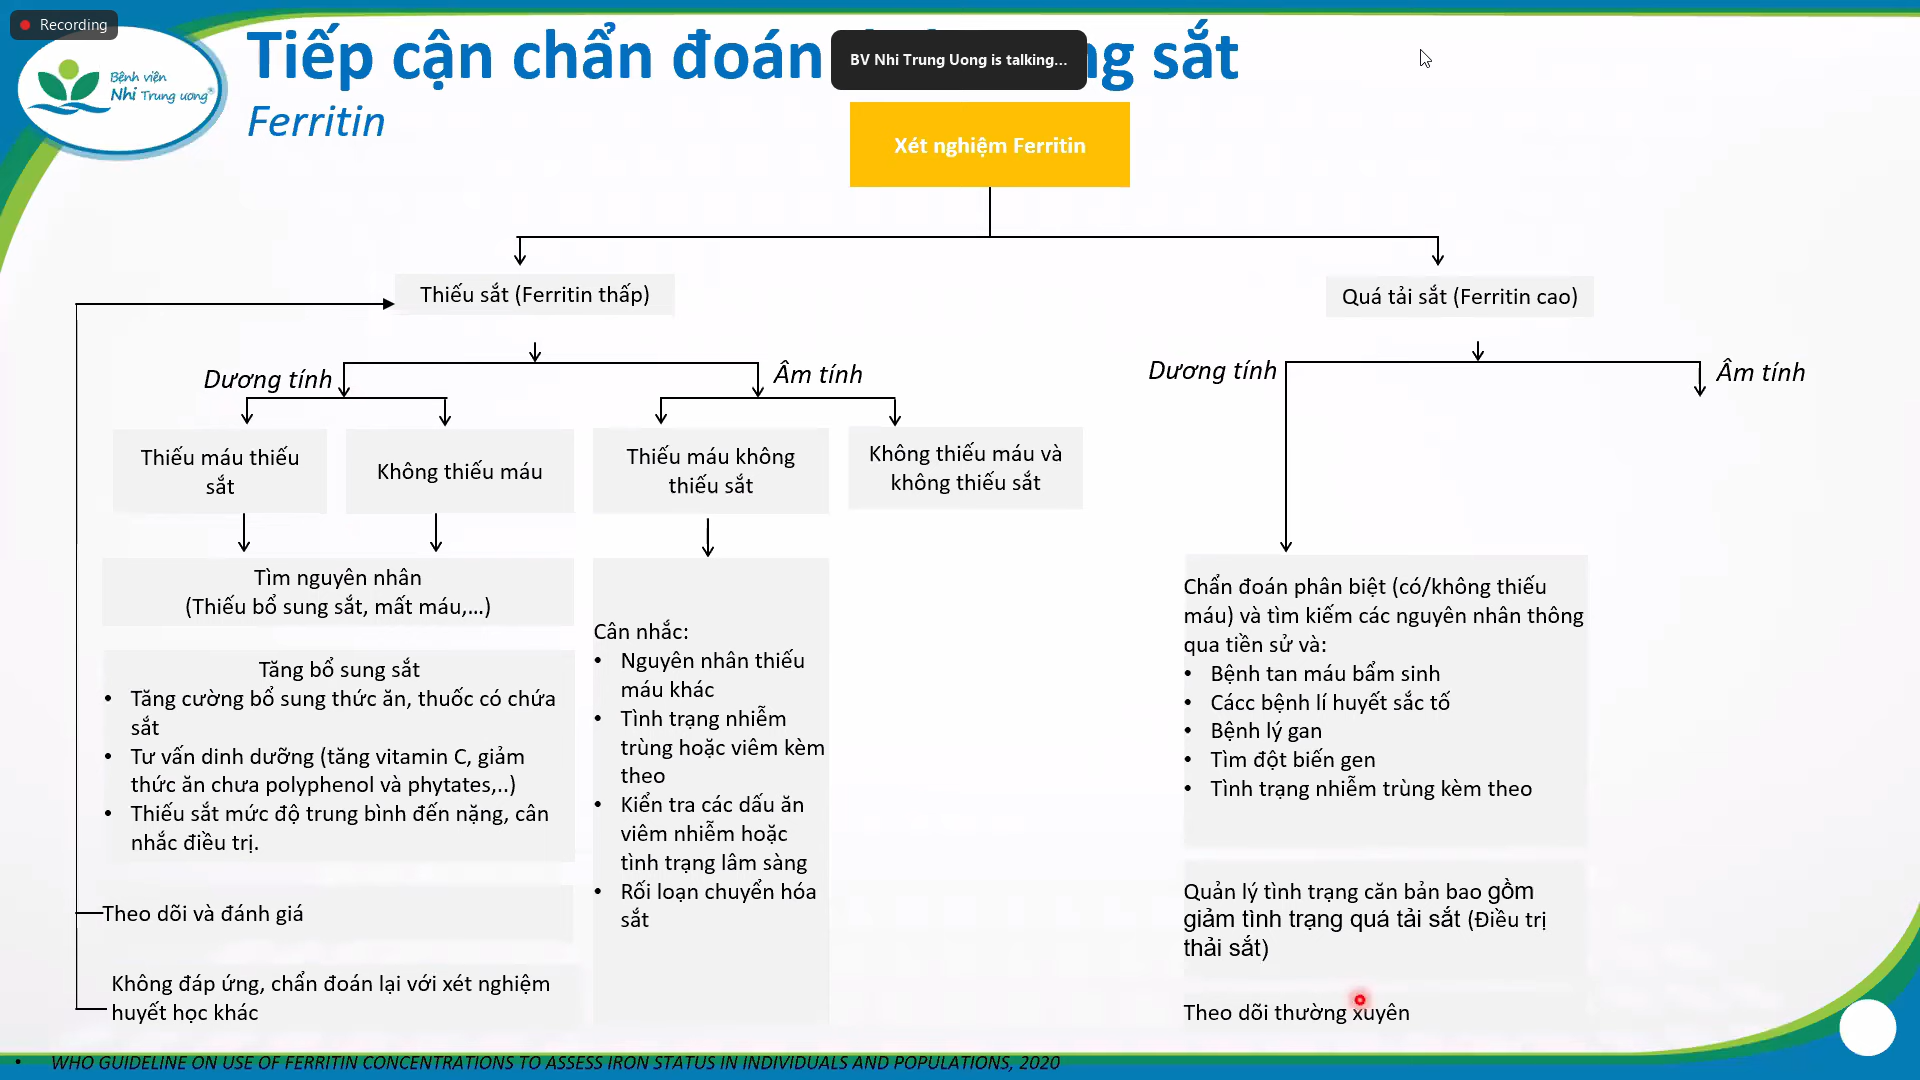 Recording
Bệnh viện
Nhi Trung ương
Tiếp cận chẩn đoán
sắt
BV Nhi Trung Uong is talking...
Ferritin
Xét nghiệm Ferritin
Thiếu sắt (Ferritin thấp)
Quá tải sắt (Ferritin cao)
Dương tính
Âm tính
Dương tính
Âm tính
Thiếu máu thiếu
sắt
Không thiếu máu
Thiếu máu không
thiếu sắt
Không thiếu máu và
không thiếu sắt
Tìm nguyên nhân
(Thiếu bổ sung sắt, mất máu,...)
Tăng bổ sung sắt
• Tăng cường bổ sung thức ăn, thuốc có chứa
sắt
• Tư vấn dinh dưỡng (tăng vitamin C, giảm
thức ăn chưa polyphenol và phytates,..)
• Thiếu sắt mức độ trung bình đến nặng, cân
nhắc điều trị.
Theo dõi và đánh giá
Không đáp ứng, chẩn đoán lại với xét nghiệm
huyết học khác
Cân nhắc:
• Nguyên nhân thiếu
máu khác
• Tình trạng nhiễm
trùng hoặc viêm kèm
theo
• Kiển tra các dấu ăn
viêm nhiễm hoặc
tình trạng lâm sàng
• Rối loạn chuyển hóa
sắt
Chẩn đoán phân biệt (có/không thiếu
máu) và tìm kiếm các nguyên nhân thông
qua tiền sử và:
• Bệnh tan máu bẩm sinh
• Cácc bệnh lí huyết sắc tố
• Bệnh lý gan
• Tìm đột biến gen
• Tình trạng nhiễm trùng kèm theo
Quản lý tình trạng căn bản bao gồm
giảm tình trạng quá tải sắt (Điều trị
thải sắt)
Theo dõi thường xuyên
• WHO GUIDELINE ON USE OF FERRITIN CONCENTRATIONS TO ASSESS IRON STATUS IN INDIVIDUALS AND POPULATIONS, 2020